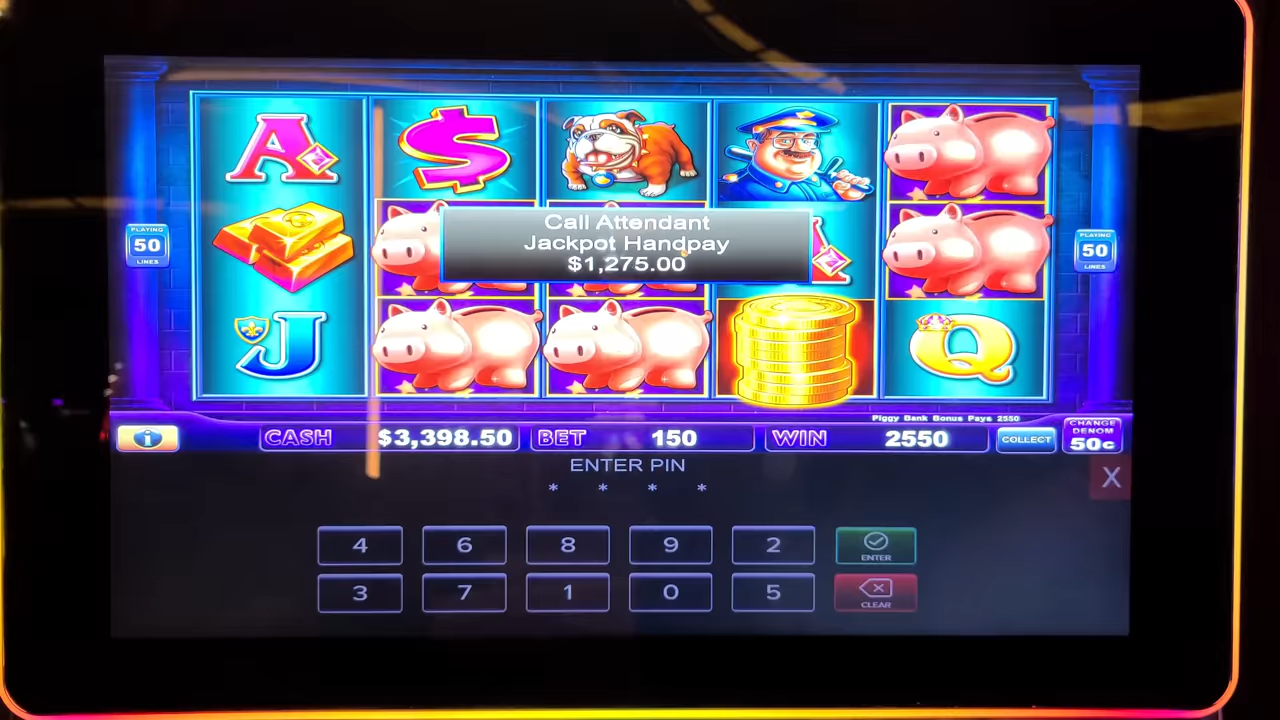 A
$
PLAYING
50
LINES
Call Attendant
Jackpot Handpay
$1,275.00
PLAYING
50
LINES
J
Q
Piggy Bank Bonus Pays 2550
i
CASH $3,398.50
BET 150
WIN 2550
COLLECT
CHANGE
DENOM
50¢
ENTER PIN
* * * *
X
4 6 8 9 2
ENTER
3 7 1 0 5
CLEAR